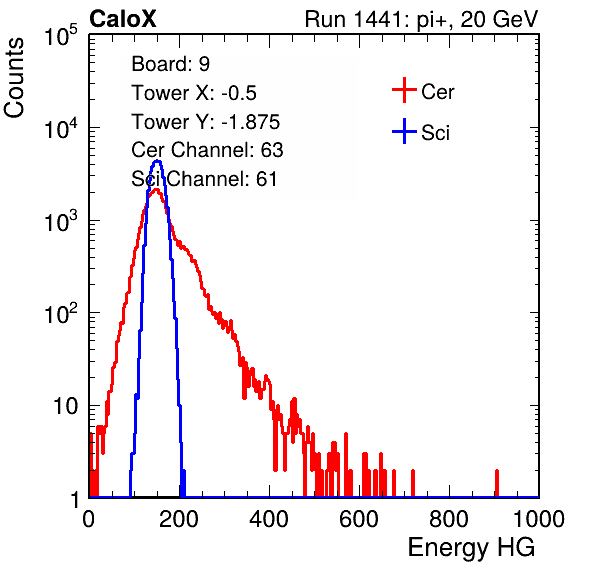 CaloX Run 1441: pi+, 20 GeV
Counts
Board: 9
Tower X: -0.5
Tower Y: -1.875
Cer Channel: 63
Sci Channel: 61
Cer
Sci
10^5
10^4
10^3
10^2
10
1
0 200 400 600 800 1000
Energy HG